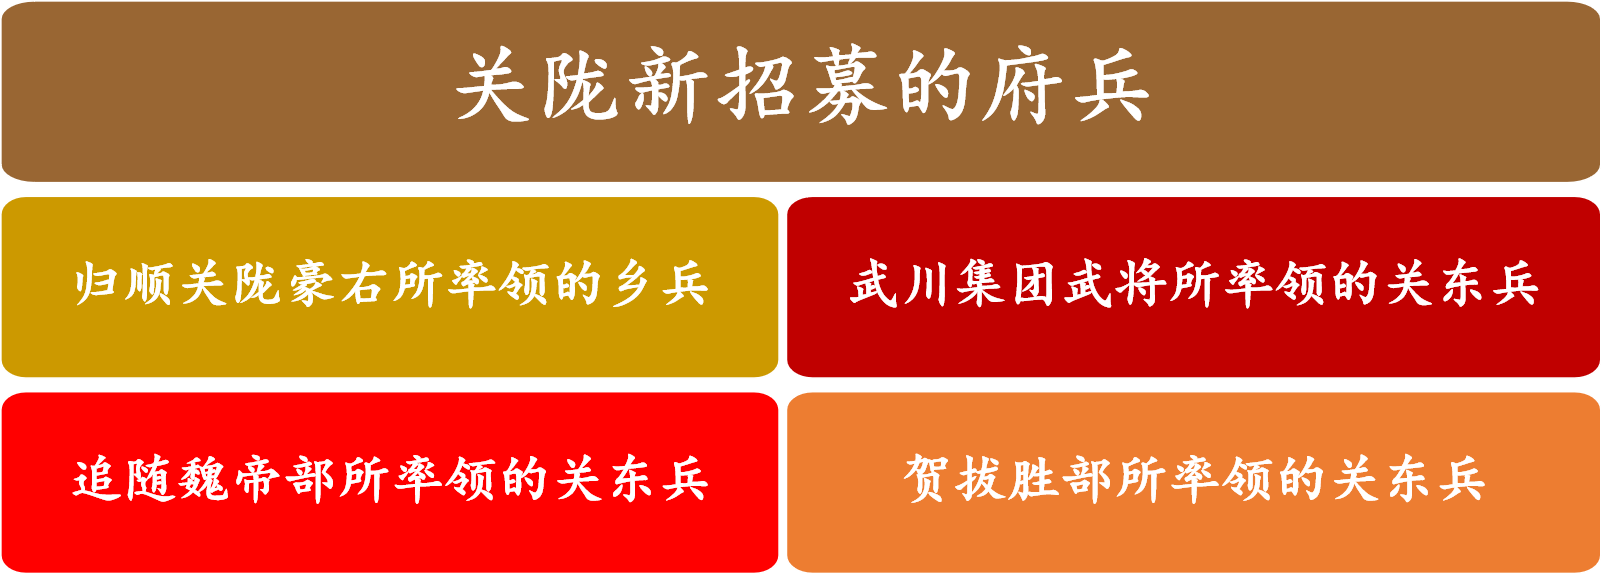 关陇新招募的府兵
归顺关陇豪右所率领的乡兵
武川集团武将所率领的关东兵
追随魏帝部所率领的关东兵
贺拔胜部所率领的关东兵